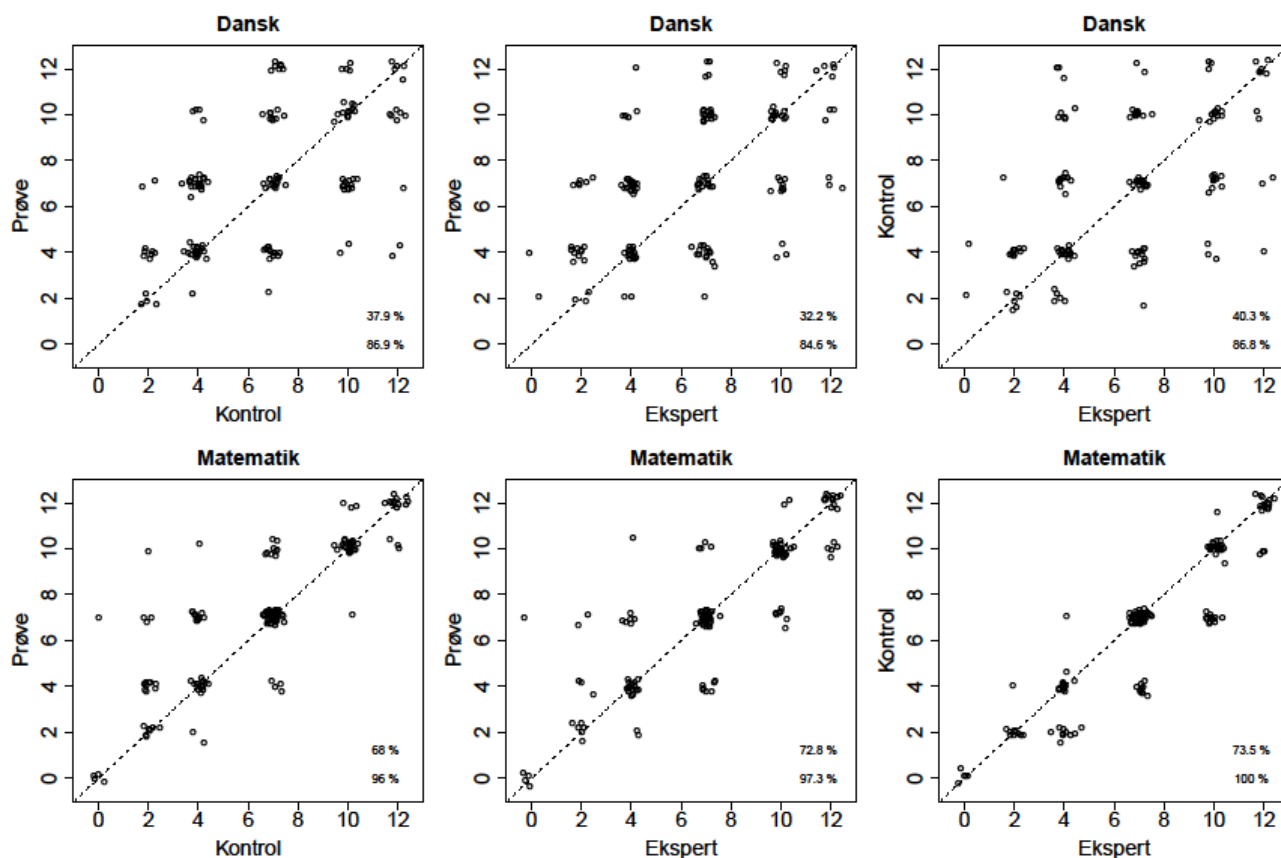 Dansk
Prøve
12
10
8
6
4
2
0
37.9 %
86.9 %
0 2 4 6 8 10 12
Kontrol
Dansk
Prøve
12
10
8
6
4
2
0
32.2 %
84.6 %
0 2 4 6 8 10 12
Ekspert
Dansk
Kontrol
12
10
8
6
4
2
0
40.3 %
86.8 %
0 2 4 6 8 10 12
Ekspert
Matematik
Prøve
12
10
8
6
4
2
0
68 %
96 %
0 2 4 6 8 10 12
Kontrol
Matematik
Prøve
12
10
8
6
4
2
0
72.8 %
97.3 %
0 2 4 6 8 10 12
Ekspert
Matematik
Kontrol
12
10
8
6
4
2
0
73.5 %
100 %
0 2 4 6 8 10 12
Ekspert